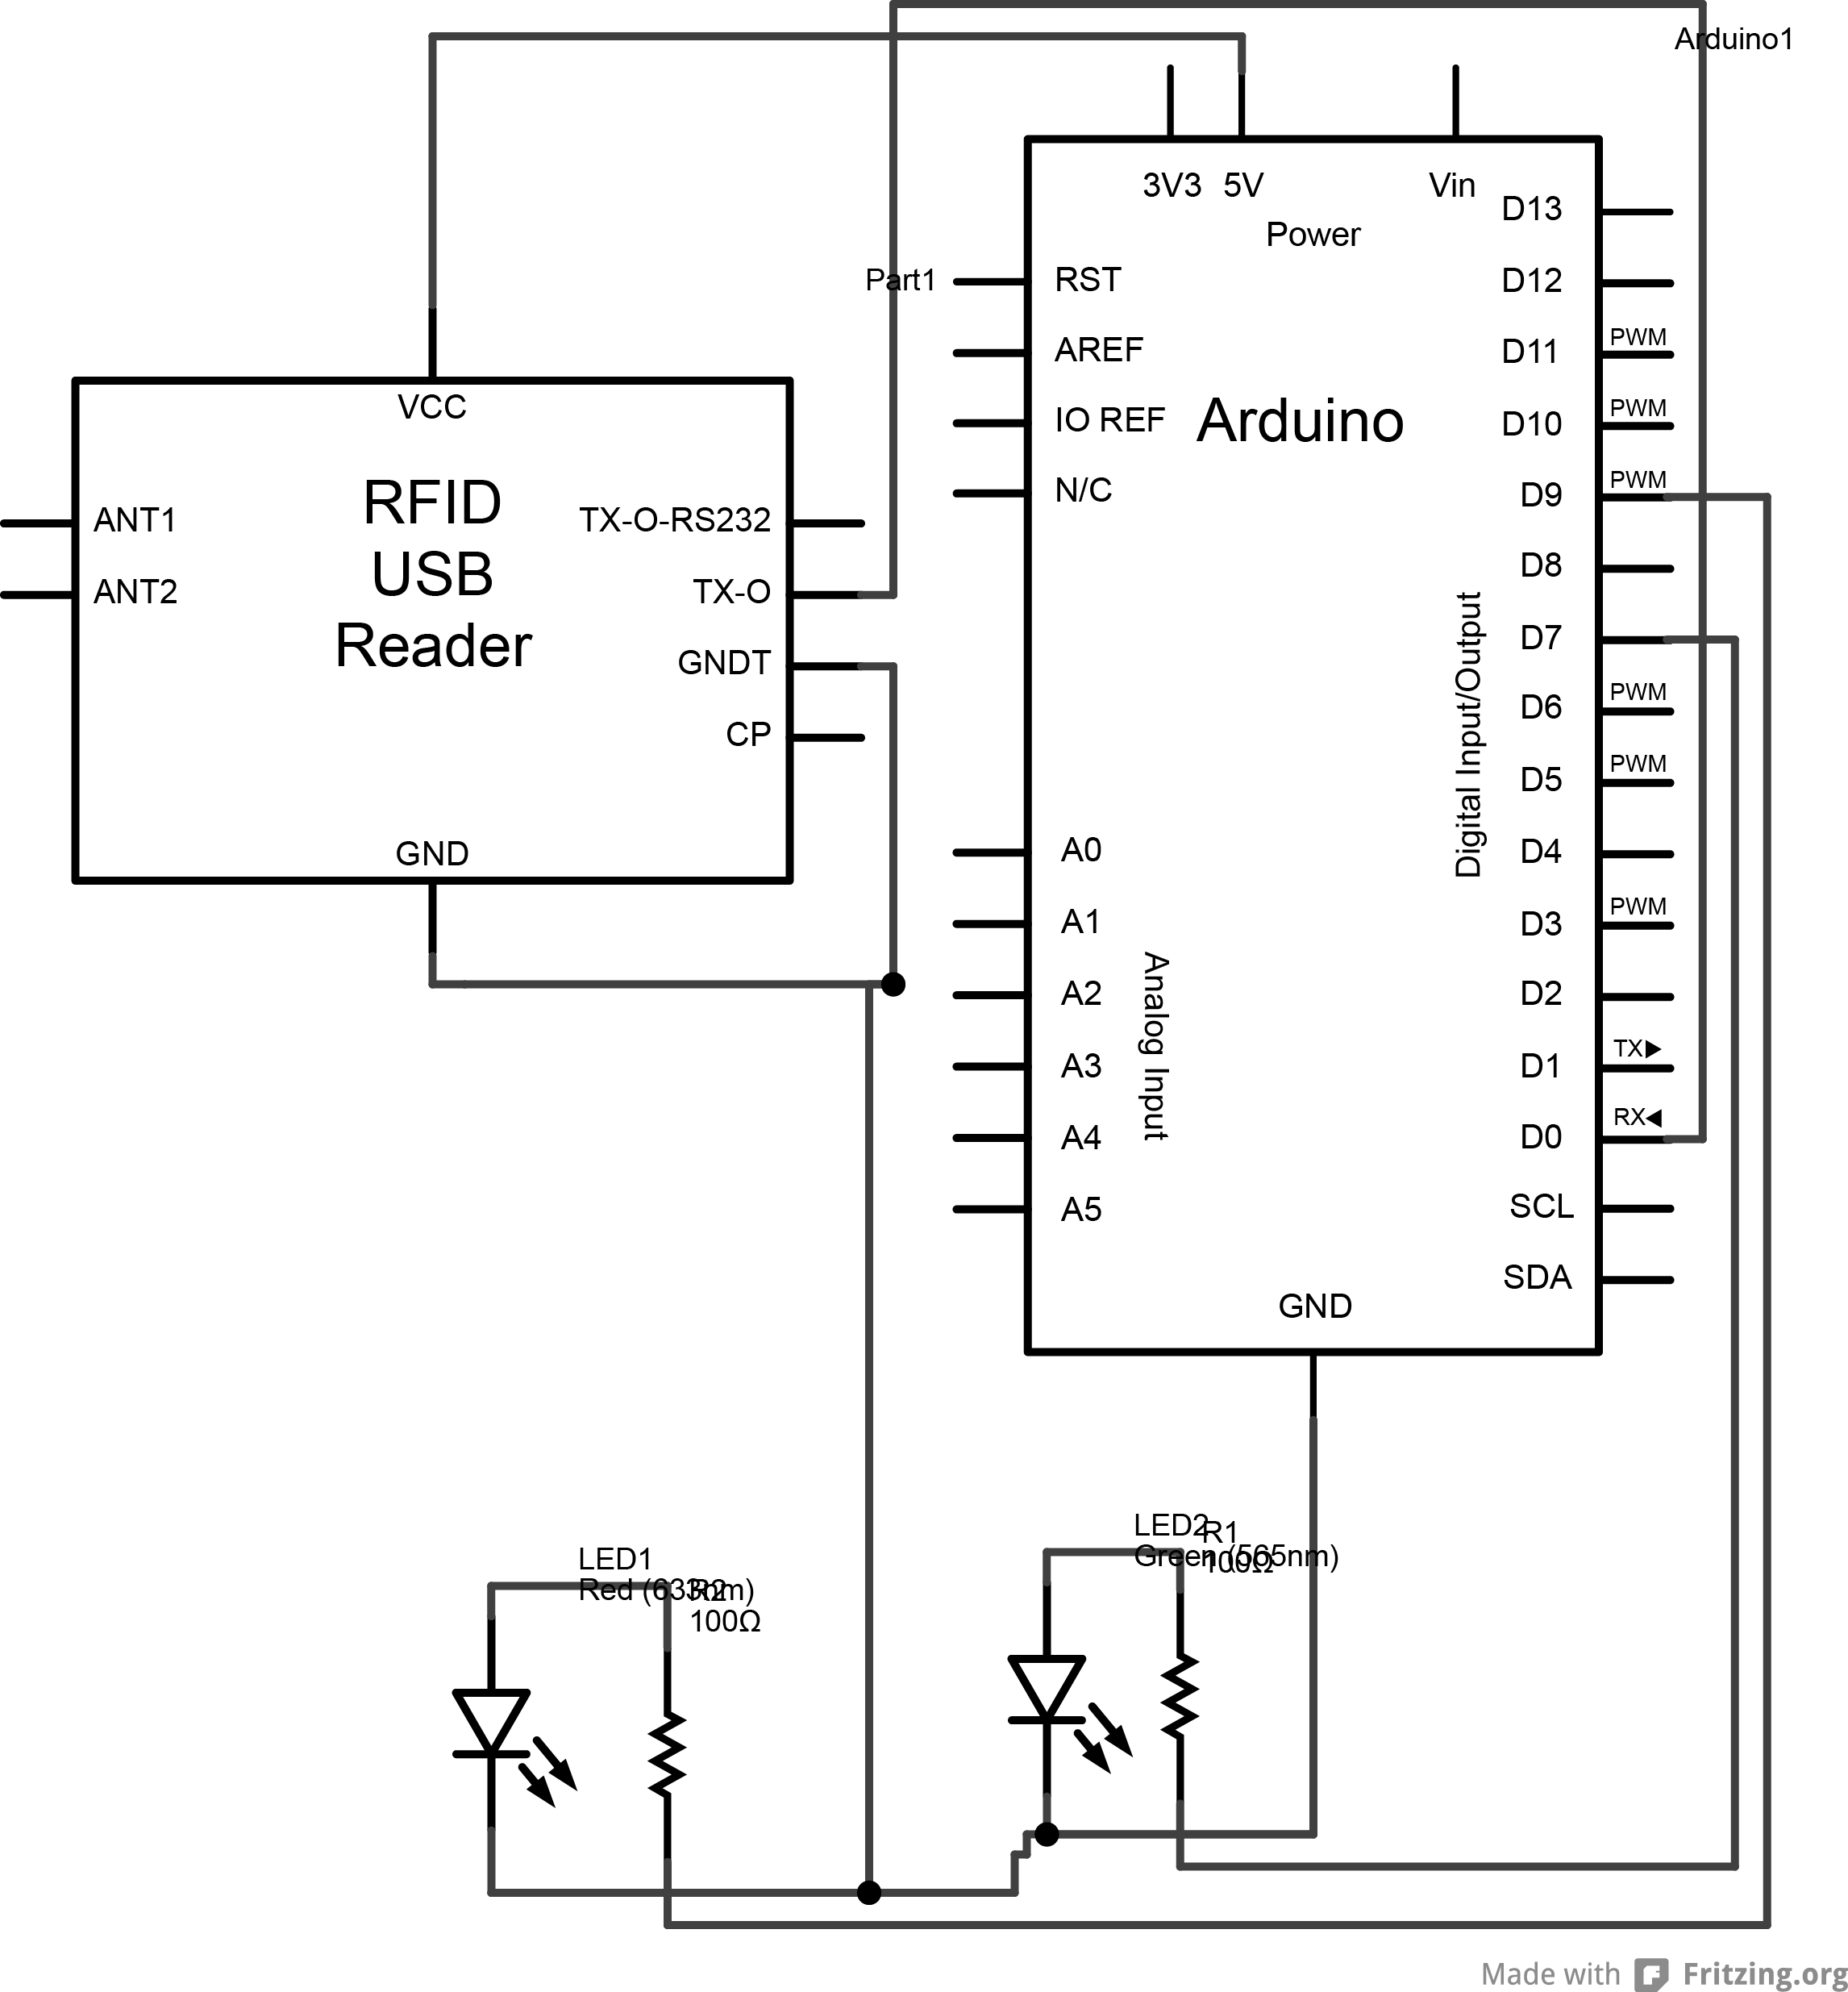 Arduino1
3V3 5V
Vin
Power
D13
D12
PWM
D11
PWM
D10
PWM
D9
D8
D7
PWM
D6
PWM
D5
D4
PWM
D3
D2
TX
D1
RX
D0
SCL
SDA
Digital Input/Output
Part1
RST
AREF
IO REF
N/C
Arduino
A0
A1
A2
A3
A4
A5
Analog Input
GND
VCC
RFID
USB
Reader
ANT1
ANT2
TX-O-RS232
TX-O
GNDT
CP
GND
LED1
Red (633nm)
R2
100Ω
LED2
Green (565nm)
R1
100Ω
Made with Fritzing.org